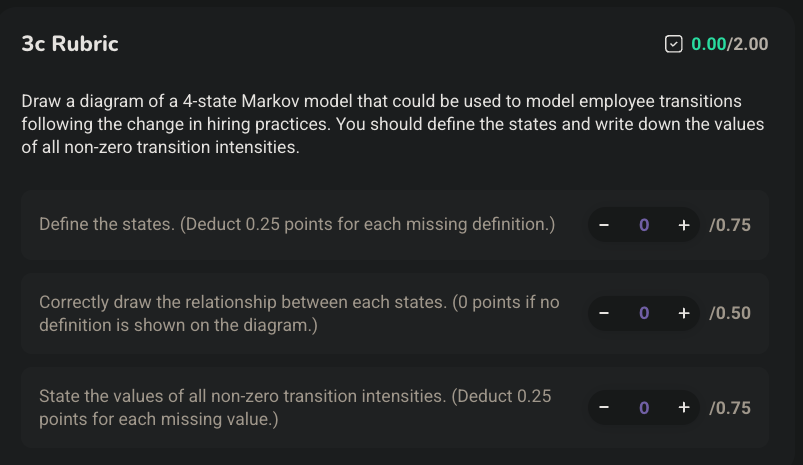 3c Rubric
0.00/2.00
Draw a diagram of a 4-state Markov model that could be used to model employee transitions
following the change in hiring practices. You should define the states and write down the values
of all non-zero transition intensities.
Define the states. (Deduct 0.25 points for each missing definition.)
− 0 + /0.75
Correctly draw the relationship between each states. (0 points if no
definition is shown on the diagram.)
− 0 + /0.50
State the values of all non-zero transition intensities. (Deduct 0.25
points for each missing value.)
− 0 + /0.75